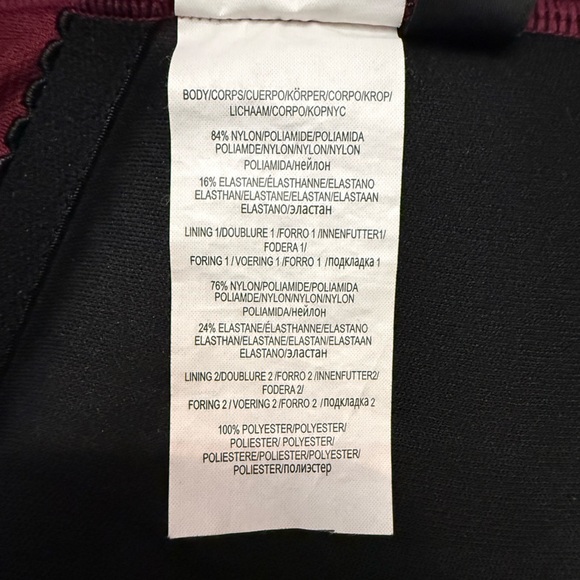 BODY/CORPS/CUERPO/KÖRPER/CORPO/KROP/
LICHAAM/CORPO/КОРПУС
84% NYLON/POLIAMIDE/POLIAMIDA
POLIAMDE/NYLON/NYLON/NYLON
POLIAMIDA/нейлон
16% ELASTANE/ÉLASTHANNE/ELASTANO
ELASTHAN/ELASTANE/ELASTAN/ELASTAAN
ELASTANO/эластан
LINING 1/DOUBLURE 1 /FORRO 1 /INNENFUTTER1/
FODERA 1/
FORING 1 / VOERING 1 /FORRO 1 /подкладка 1
76% NYLON/POLIAMIDE/POLIAMIDA
POLIAMDE/NYLON/NYLON/NYLON
POLIAMIDA/нейлон
24% ELASTANE/ÉLASTHANNE/ELASTANO
ELASTHAN/ELASTANE/ELASTAN/ELASTAAN
ELASTANO/эластан
LINING 2/DOUBLURE 2 /FORRO 2 /INNENFUTTER2/
FODERA 2/
FORING 2 / VOERING 2 /FORRO 2 /подкладка 2
100% POLYESTER/POLYESTER/
POLIESTER/ POLYESTER/
POLIESTERE/POLYESTER/POLYESTER/
POLIESTER/полиэстер